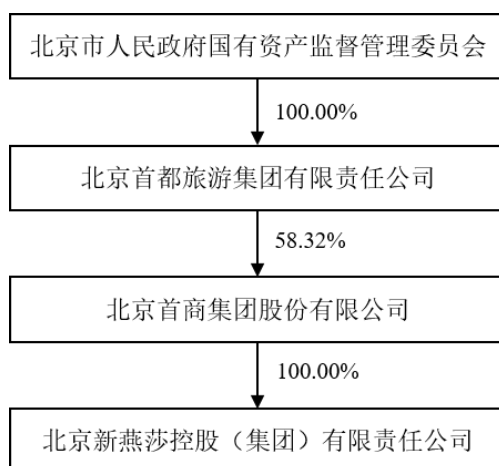 北京市人民政府国有资产监督管理委员会
100.00%
北京首都旅游集团有限责任公司
58.32%
北京首商集团股份有限公司
100.00%
北京新燕莎控股（集团）有限责任公司